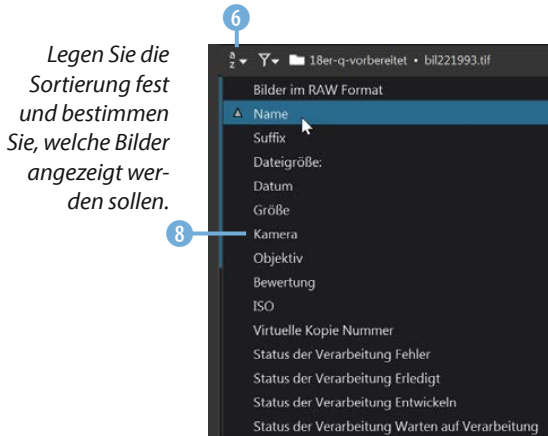 6
Legen Sie die
Sortierung fest
und bestimmen
Sie, welche Bilder
angezeigt wer-
den sollen.
a
z
18er-q-vorbereitet • bil221993.tif
Bilder im RAW Format
Name
Suffix
Dateigröße:
Datum
Größe
8
Kamera
Objektiv
Bewertung
ISO
Virtuelle Kopie Nummer
Status der Verarbeitung Fehler
Status der Verarbeitung Erledigt
Status der Verarbeitung Entwickeln
Status der Verarbeitung Warten auf Verarbeitung